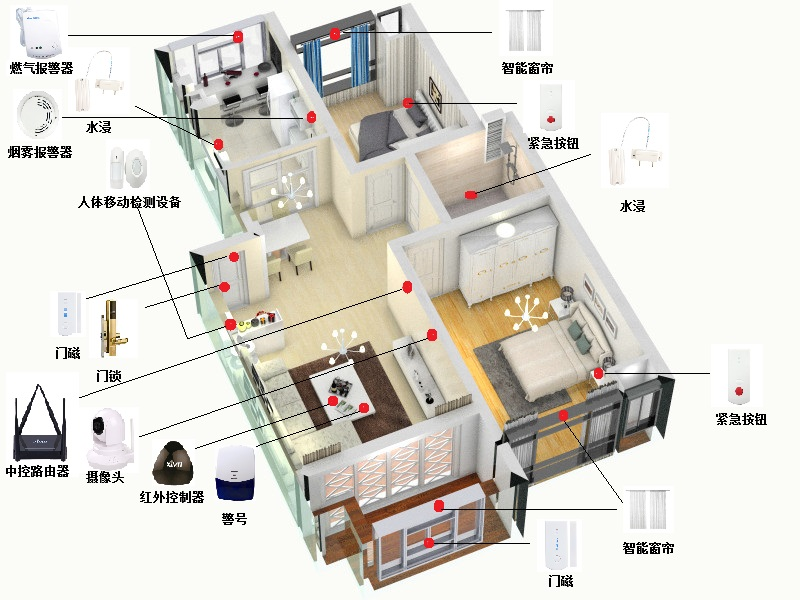 燃气报警器
智能窗帘
水浸
紧急按钮
烟雾报警器
人体移动检测设备
水浸
门磁
门锁
紧急按钮
中控路由器
摄像头
红外控制器
警号
智能窗帘
门磁